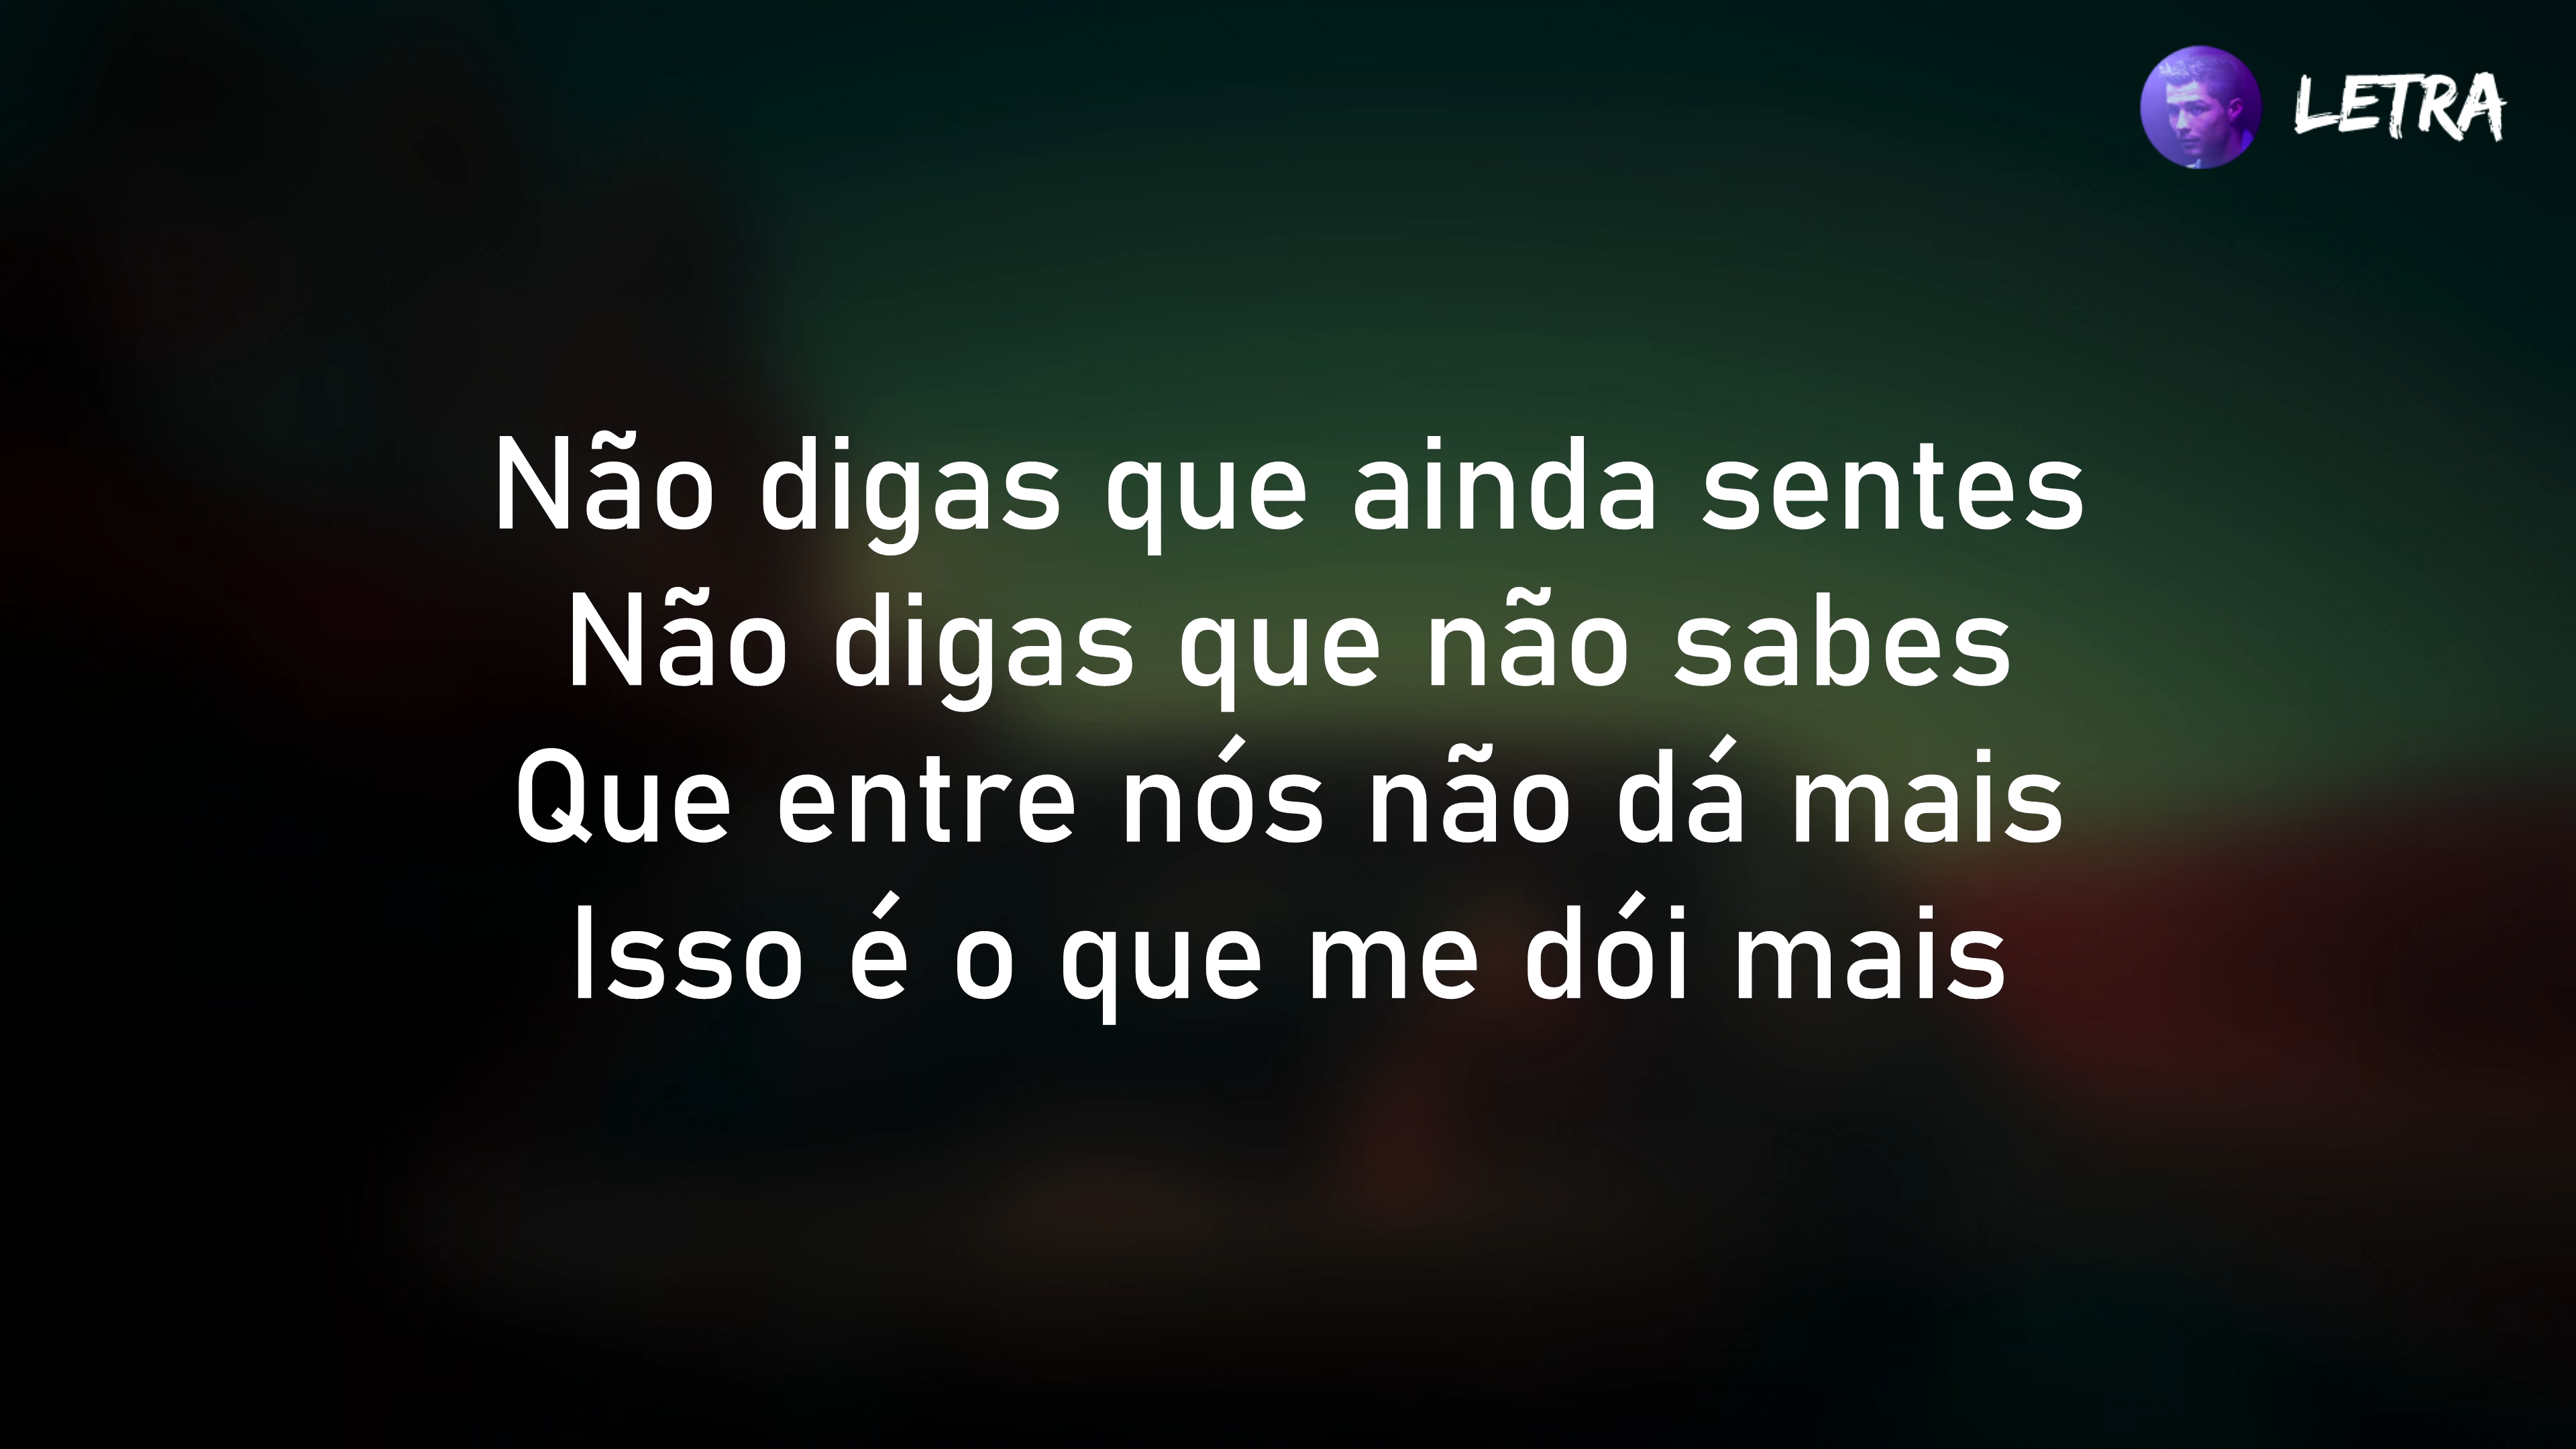 LETRA
Não digas que ainda sentes
Não digas que não sabes
Que entre nós não dá mais
Isso é o que me dói mais